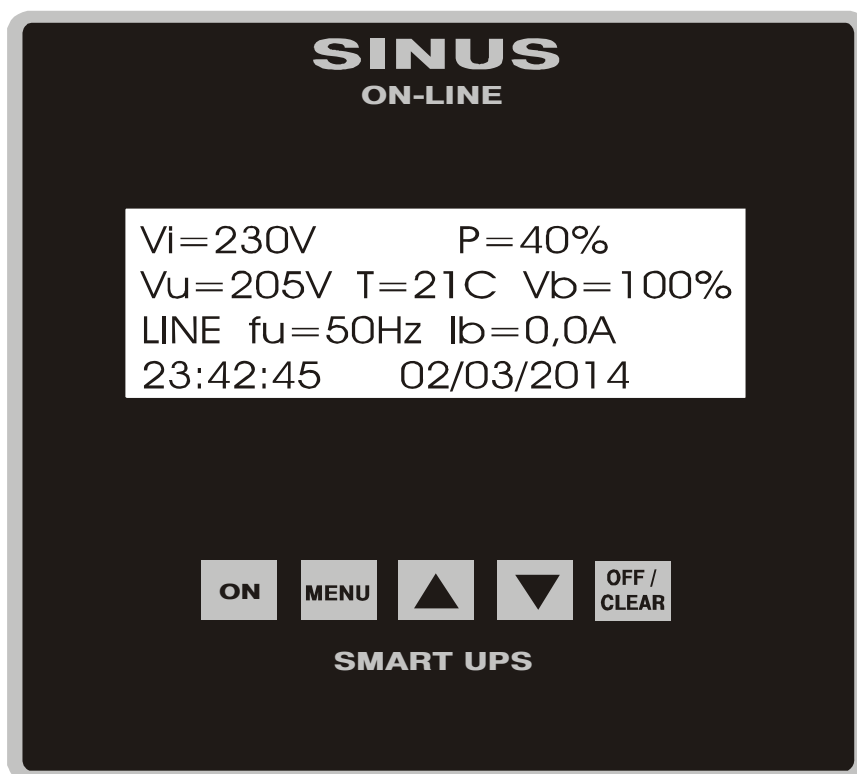 SINUS
ON-LINE
Vi=230V P=40%
Vu=205V T=21C Vb=100%
LINE fu=50Hz Ib=0,0A
23:42:45 02/03/2014
ON MENU ▲ ▼ OFF / CLEAR
SMART UPS